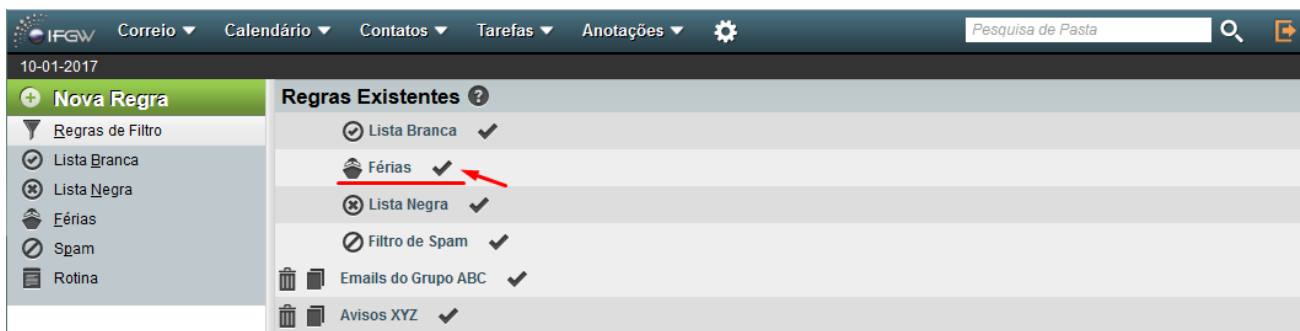 IFGW Correio Calendário Contatos Tarefas Anotações Pesquisa de Pasta
10-01-2017
Nova Regra
Regras de Filtro
Lista Branca
Lista Negra
Férias
Spam
Rotina
Regras Existentes
Lista Branca
Férias
Lista Negra
Filtro de Spam
Emails do Grupo ABC
Avisos XYZ